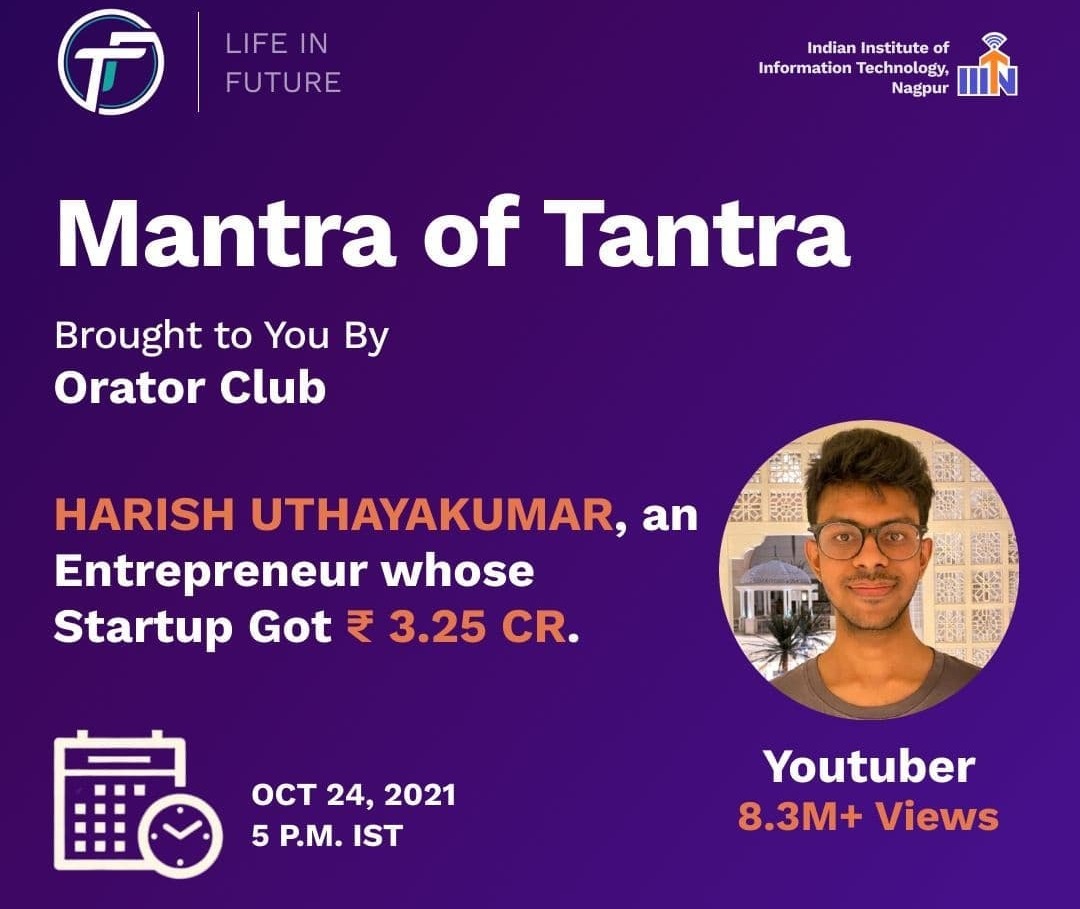 LIFE IN
FUTURE
Indian Institute of
Information Technology,
Nagpur
Mantra of Tantra
Brought to You By
Orator Club
HARISH UTHAYAKUMAR, an
Entrepreneur whose
Startup Got ₹ 3.25 CR.
OCT 24, 2021
5 P.M. IST
Youtuber
8.3M+ Views